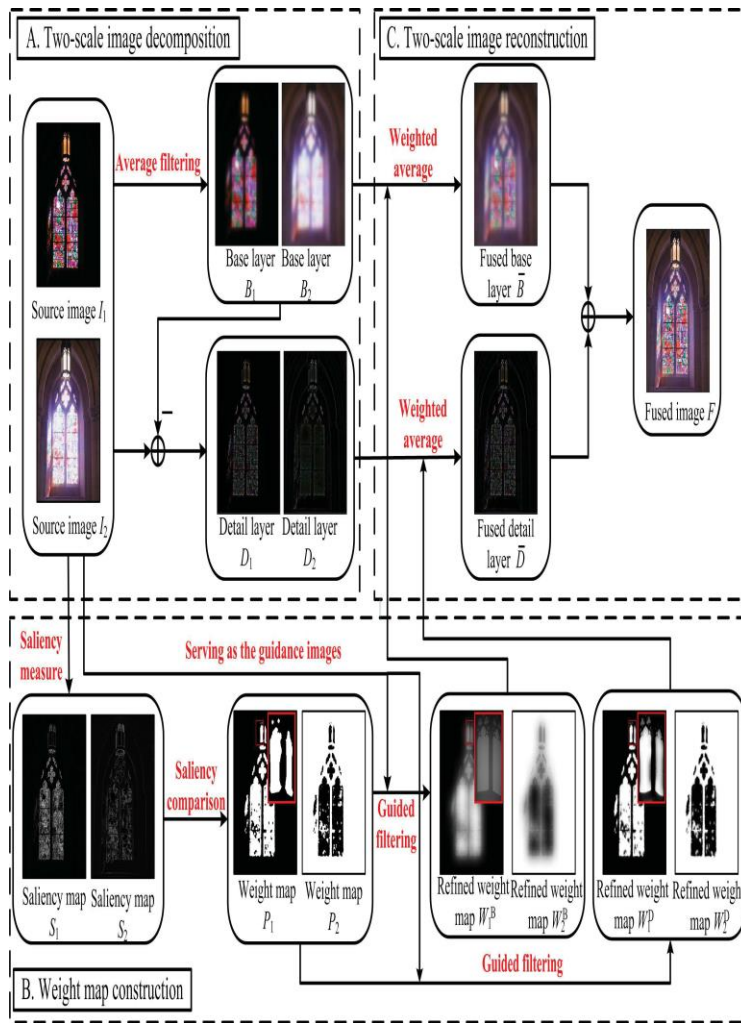 A. Two-scale image decomposition
Source image I₁
Source image I₂
Average filtering
Base layer Base layer
B₁ B₂
−
Detail layer Detail layer
D₁ D₂
C. Two-scale image reconstruction
Weighted
average
Fused base
layer B̅
Weighted
average
Fused detail
layer D̅
Fused image F
Saliency
measure
Serving as the guidance images
Saliency map Saliency map
S₁ S₂
Saliency
comparison
Weight map Weight map
P₁ P₂
Guided
filtering
Refined weight Refined weight
map W₁ᴮ map W₂ᴮ
Refined weight Refined weight
map W₁ᴰ map W₂ᴰ
Guided filtering
B. Weight map construction